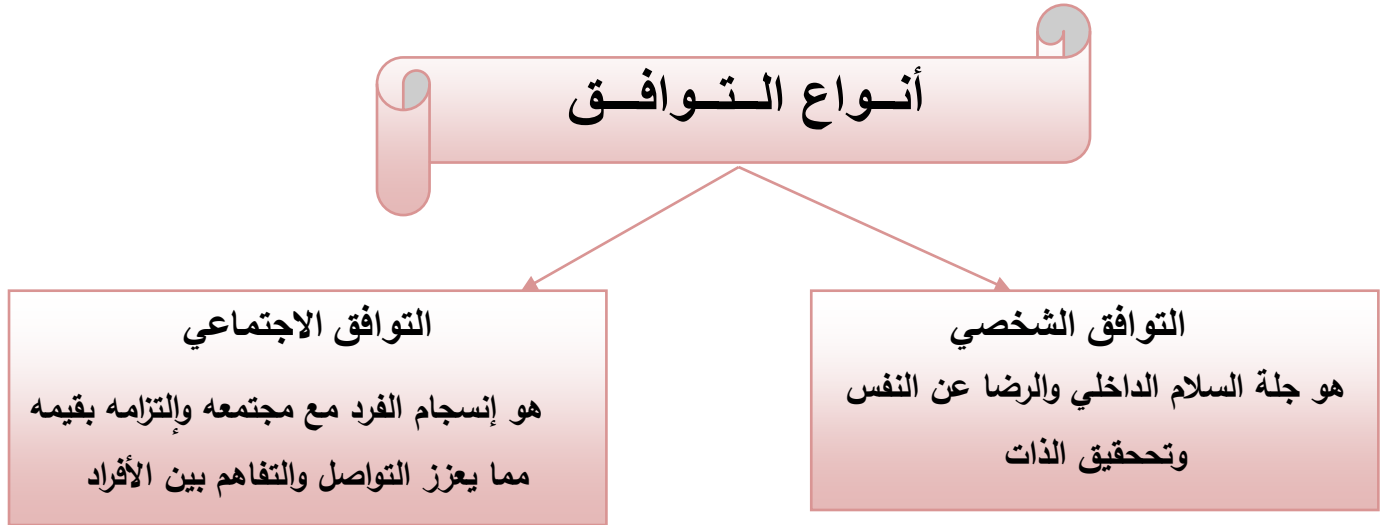 أنــواع الــتــوافـــق
التوافق الشخصي
هو جلة السلام الداخلي والرضا عن النفس
وتححقيق الذات
التوافق الاجتماعي
هو إنسجام الفرد مع مجتمعه وإلتزامه بقيمه
مما يعزز التواصل والتفاهم بين الأفراد